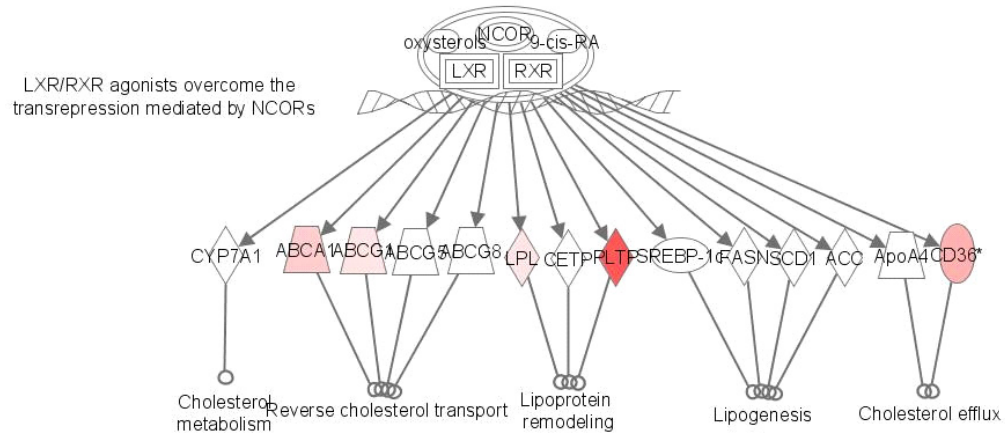 NCOR
oxysterols 9-cis-RA
LXR RXR
LXR/RXR agonists overcome the
transrepression mediated by NCORs
CYP7A1 ABCA1 ABCG1 ABCG5 ABCG8 LPL CETP PLTP SREBP-1c FASN SCD1 ACC ApoA4 CD36*
Cholesterol
metabolism
Reverse cholesterol transport
Lipoprotein
remodeling
Lipogenesis
Cholesterol efflux